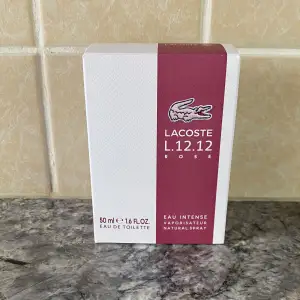 LACOSTE
L.12.12
ROSE
50 ml ℮ 1.6 FL.OZ.
EAU DE TOILETTE
EAU INTENSE
VAPORISATEUR
NATURAL SPRAY